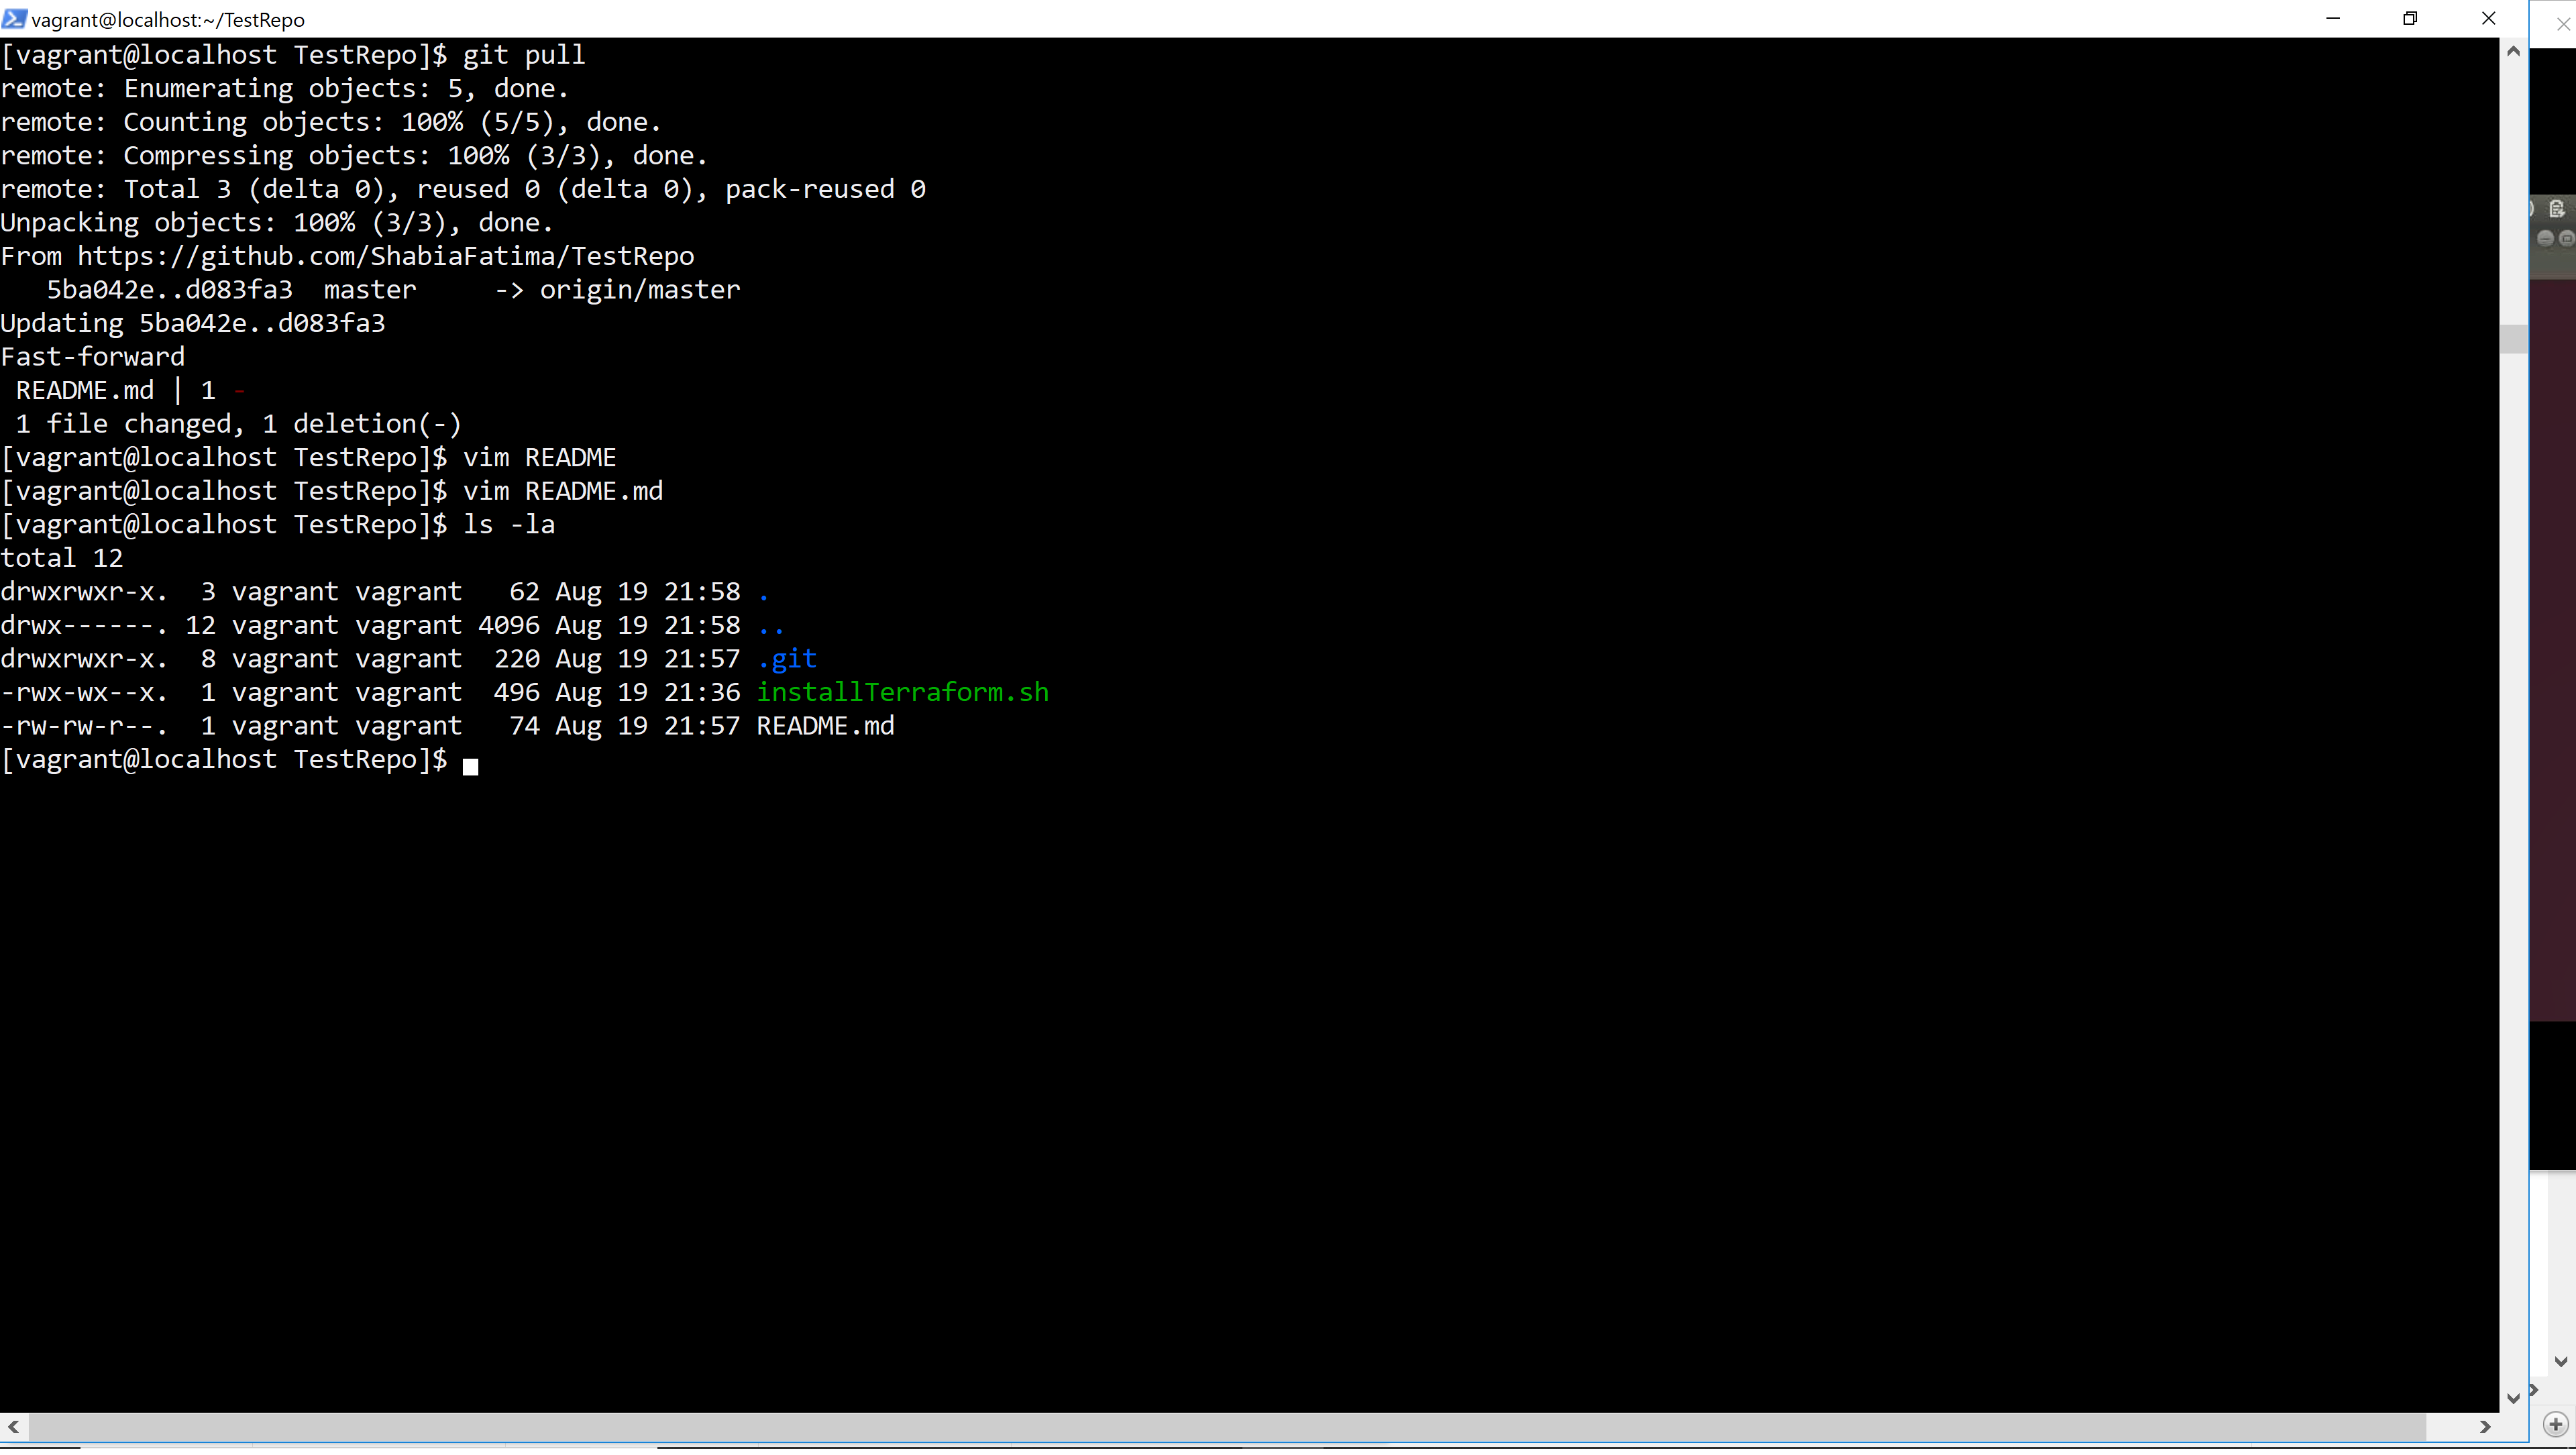 vagrant@localhost:~/TestRepo
[vagrant@localhost TestRepo]$ git pull
remote: Enumerating objects: 5, done.
remote: Counting objects: 100% (5/5), done.
remote: Compressing objects: 100% (3/3), done.
remote: Total 3 (delta 0), reused 0 (delta 0), pack-reused 0
Unpacking objects: 100% (3/3), done.
From https://github.com/ShabiaFatima/TestRepo
   5ba042e..d083fa3  master     -> origin/master
Updating 5ba042e..d083fa3
Fast-forward
 README.md | 1 -
 1 file changed, 1 deletion(-)
[vagrant@localhost TestRepo]$ vim README
[vagrant@localhost TestRepo]$ vim README.md
[vagrant@localhost TestRepo]$ ls -la
total 12
drwxrwxr-x.  3 vagrant vagrant   62 Aug 19 21:58 .
drwx------. 12 vagrant vagrant 4096 Aug 19 21:58 ..
drwxrwxr-x.  8 vagrant vagrant  220 Aug 19 21:57 .git
-rwx-wx--x.  1 vagrant vagrant  496 Aug 19 21:36 installTerraform.sh
-rw-rw-r--.  1 vagrant vagrant   74 Aug 19 21:57 README.md
[vagrant@localhost TestRepo]$